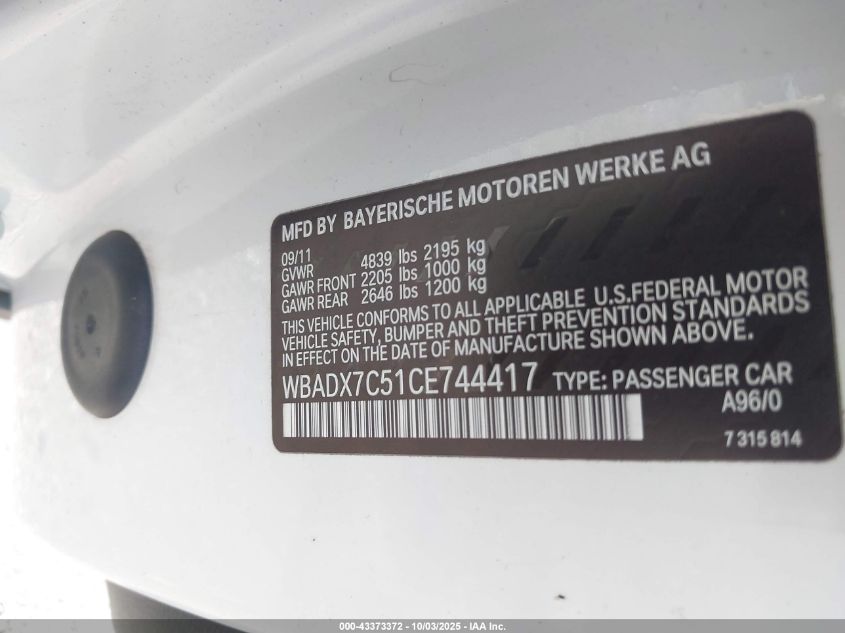 MFD BY BAYERISCHE MOTOREN WERKE AG
09/11
GVWR 4839 lbs 2195 kg
GAWR FRONT 2205 lbs 1000 kg
GAWR REAR 2646 lbs 1200 kg
THIS VEHICLE CONFORMS TO ALL APPLICABLE U.S.FEDERAL MOTOR
VEHICLE SAFETY, BUMPER AND THEFT PREVENTION STANDARDS
IN EFFECT ON THE DATE OF MANUFACTURE SHOWN ABOVE.
WBADX7C51CE744417 TYPE: PASSENGER CAR
A96/0
7 315 814
000-43373372 - 10/03/2025 - IAA Inc.